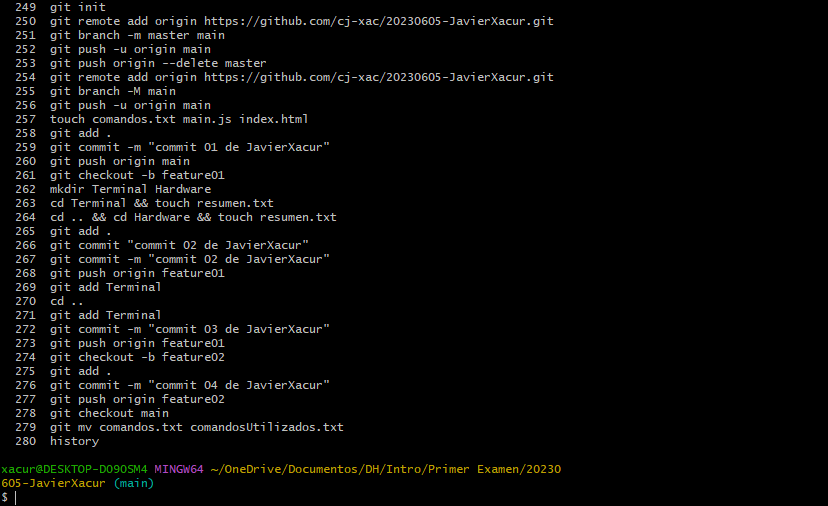 249 git init
250 git remote add origin https://github.com/cj-xac/20230605-JavierXacur.git
251 git branch -m master main
252 git push -u origin main
253 git push origin --delete master
254 git remote add origin https://github.com/cj-xac/20230605-JavierXacur.git
255 git branch -M main
256 git push -u origin main
257 touch comandos.txt main.js index.html
258 git add .
259 git commit -m "commit 01 de JavierXacur"
260 git push origin main
261 git checkout -b feature01
262 mkdir Terminal Hardware
263 cd Terminal && touch resumen.txt
264 cd .. && cd Hardware && touch resumen.txt
265 git add .
266 git commit "commit 02 de JavierXacur"
267 git commit -m "commit 02 de JavierXacur"
268 git push origin feature01
269 git add Terminal
270 cd ..
271 git add Terminal
272 git commit -m "commit 03 de JavierXacur"
273 git push origin feature01
274 git checkout -b feature02
275 git add .
276 git commit -m "commit 04 de JavierXacur"
277 git push origin feature02
278 git checkout main
279 git mv comandos.txt comandosUtilizados.txt
280 history
xacur@DESKTOP-DO9OSM4 MINGW64 ~/OneDrive/Documentos/DH/Intro/Primer Examen/20230
605-JavierXacur (main)
$